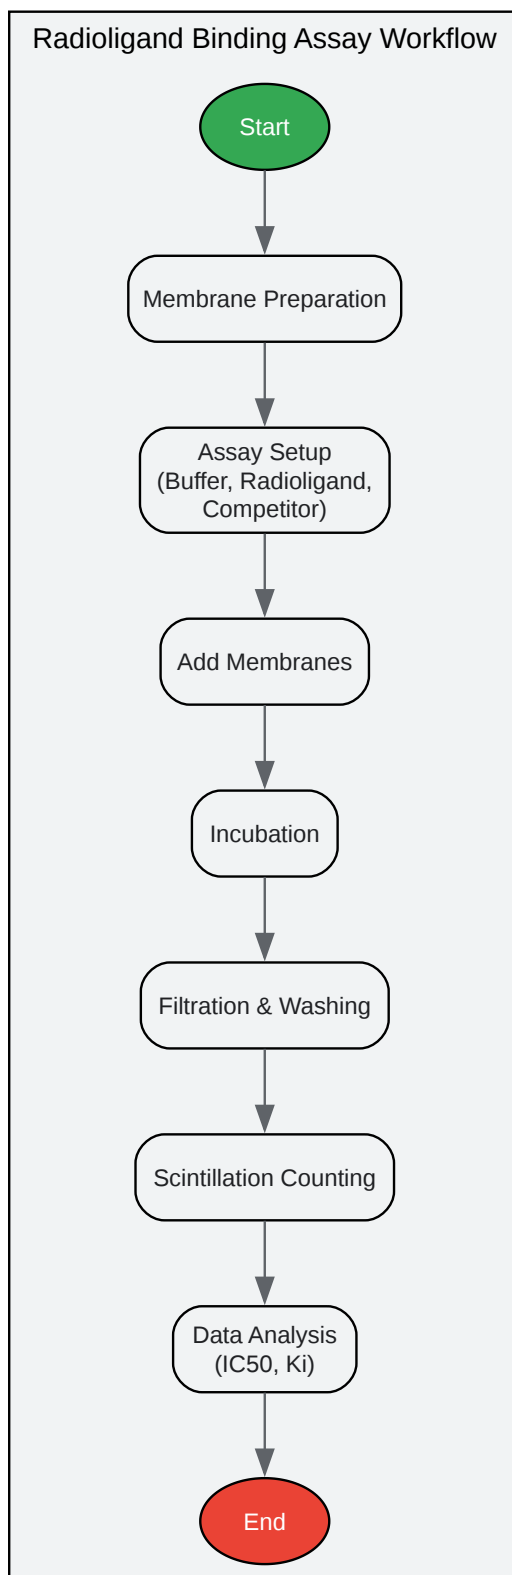 Radioligand Binding Assay Workflow
Start
Membrane Preparation
Assay Setup
(Buffer, Radioligand,
Competitor)
Add Membranes
Incubation
Filtration & Washing
Scintillation Counting
Data Analysis
(IC50, Ki)
End